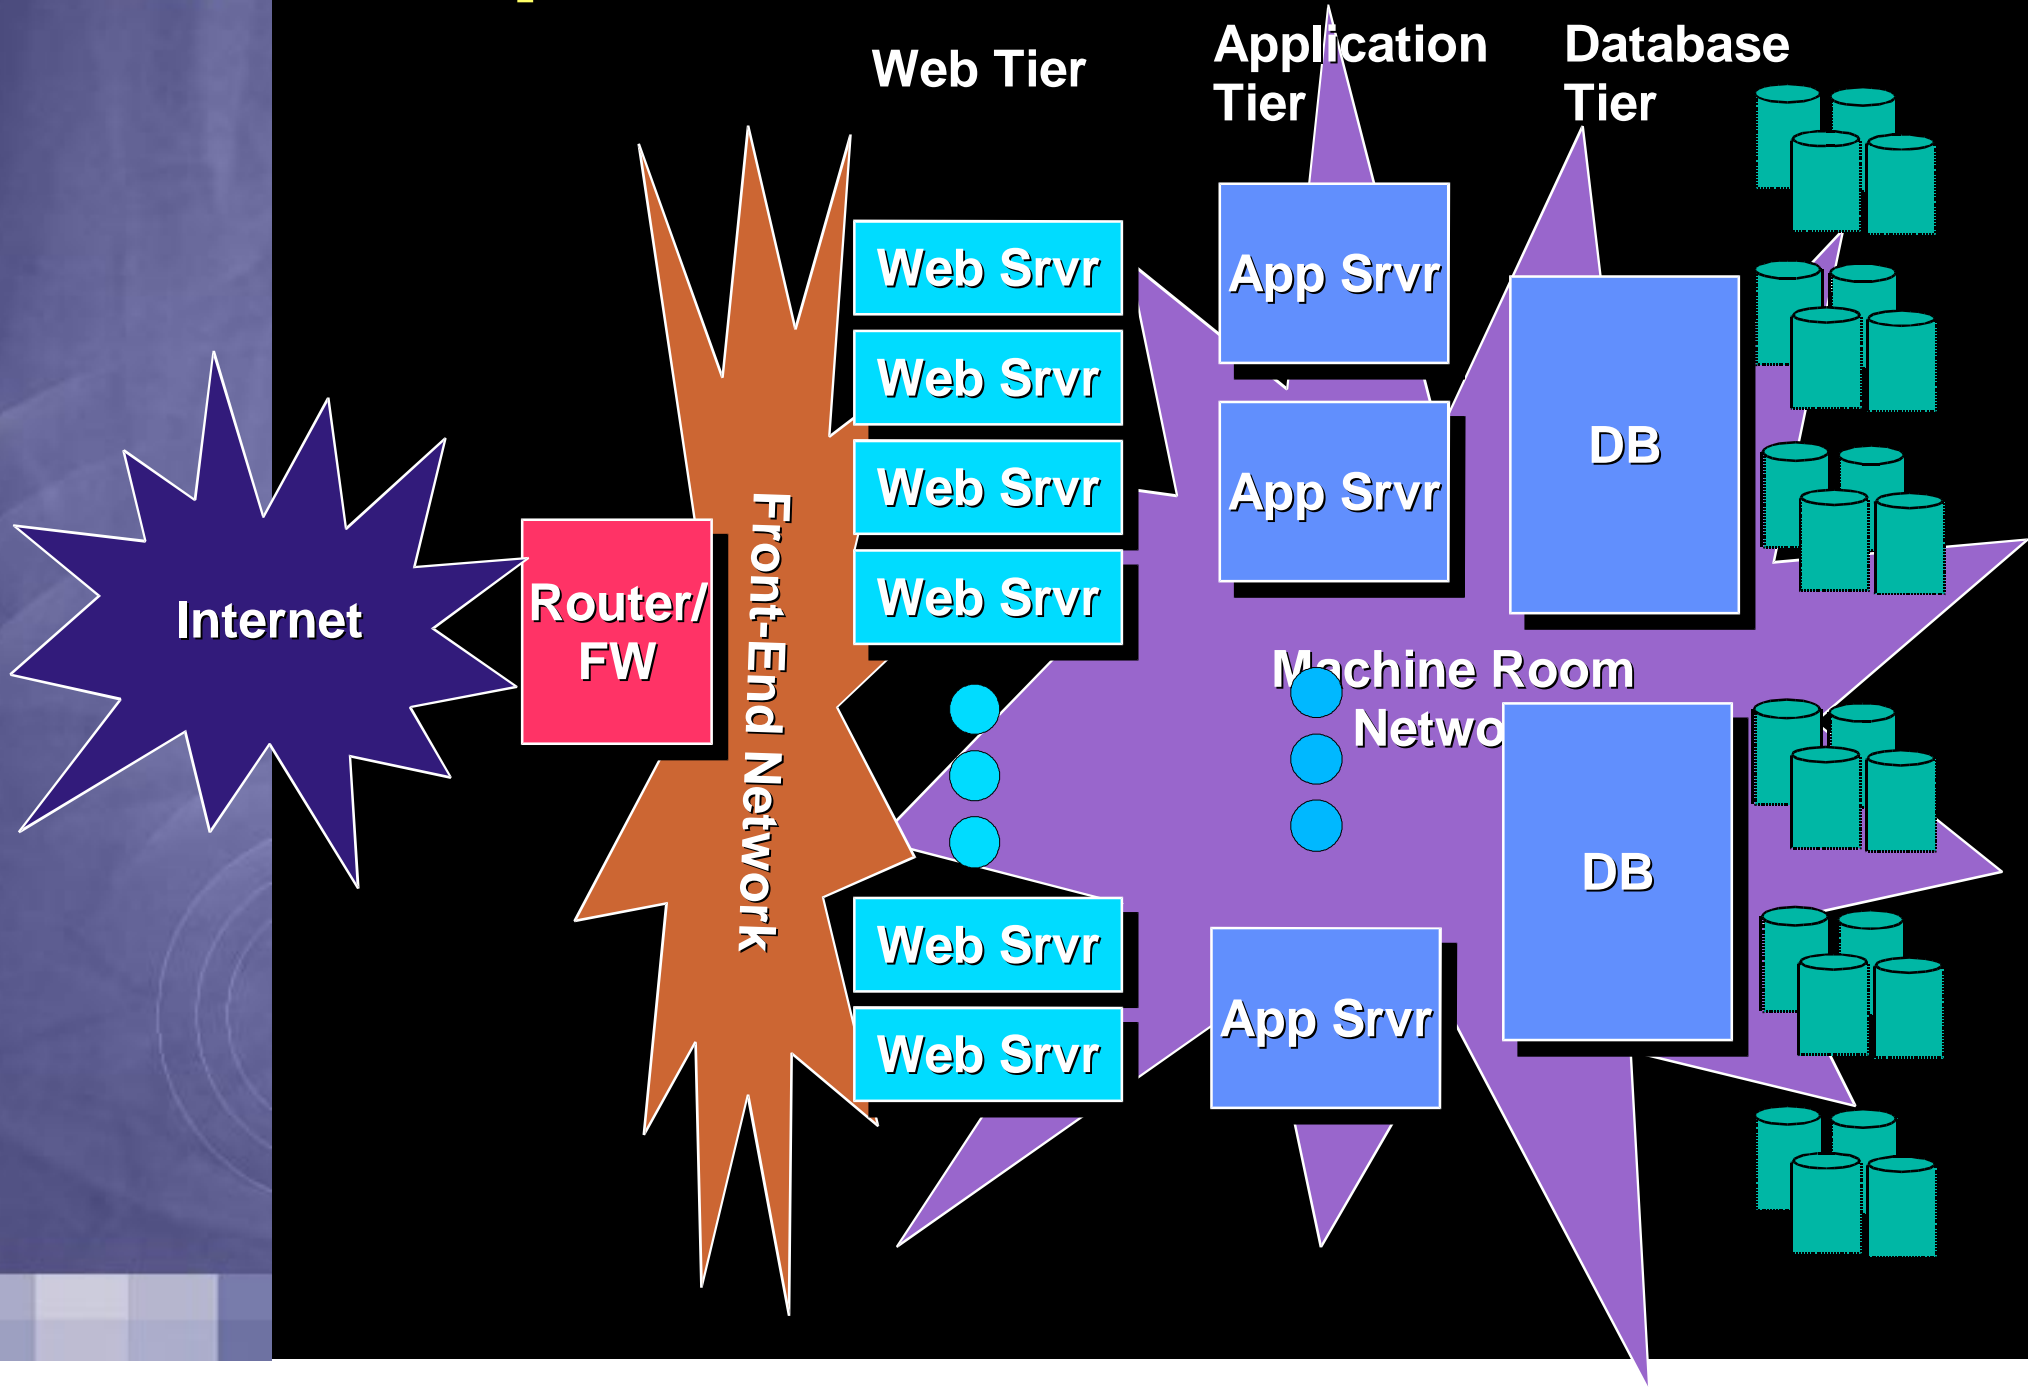 Web Tier
Application
Tier
Database
Tier
Web Srvr
Web Srvr
Web Srvr
Web Srvr
Web Srvr
Web Srvr
App Srvr
App Srvr
App Srvr
DB
DB
Internet
Router/
FW
Front-End Network
Machine Room
Netwo